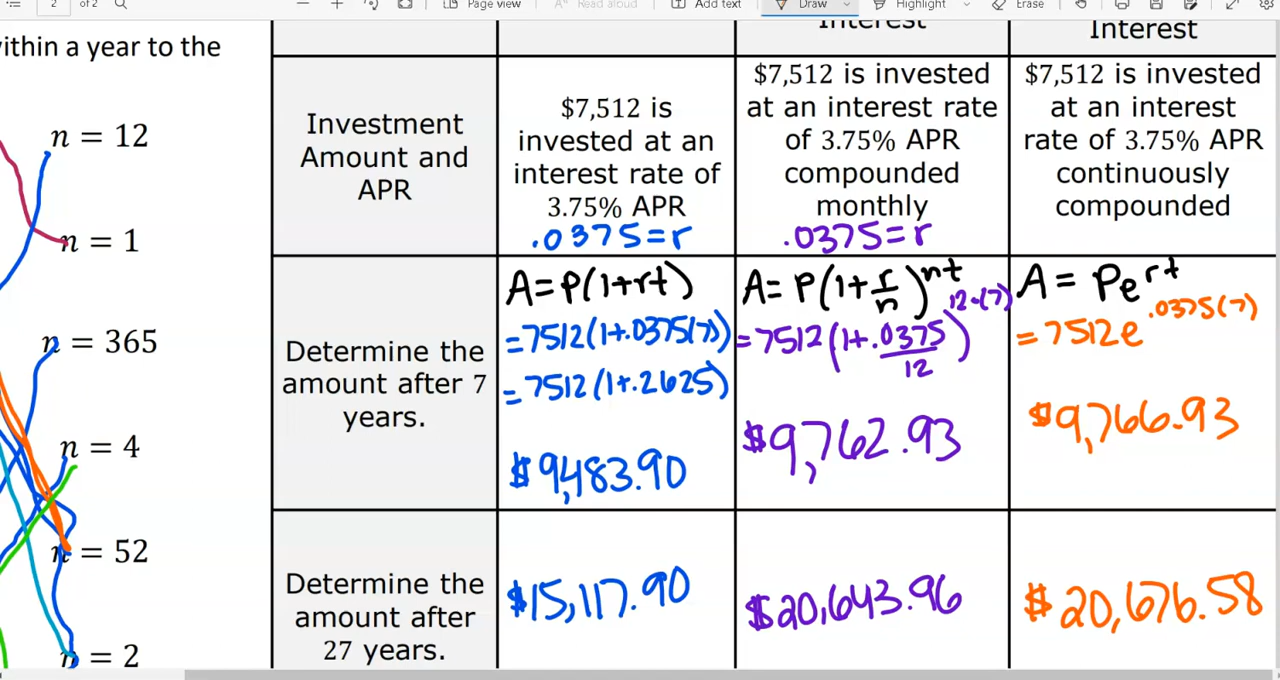 2
of 2
Page view
Read aloud
Add text
Draw
Highlight
Erase
within a year to the
n = 12
n = 1
n = 365
n = 4
n = 52
n = 2
Interest
Interest
Investment
Amount and
APR
$7,512 is
invested at an
interest rate of
3.75% APR
.0375=r
$7,512 is invested
at an interest rate
of 3.75% APR
compounded
monthly
.0375=r
$7,512 is invested
at an interest
rate of 3.75% APR
continuously
compounded
Determine the
amount after 7
years.
A=P(1+rt)
=7512(1+.0375(7))
=7512(1+.2625)
$9,483.90
A=P(1+r/n)^nt
=7512(1+.0375/12)^12·(7)
$9,762.93
A= Pe^rt
=7512e^.0375(7)
$9,766.93
Determine the
amount after
27 years.
$15,117.90
$20,643.96
$20,676.58